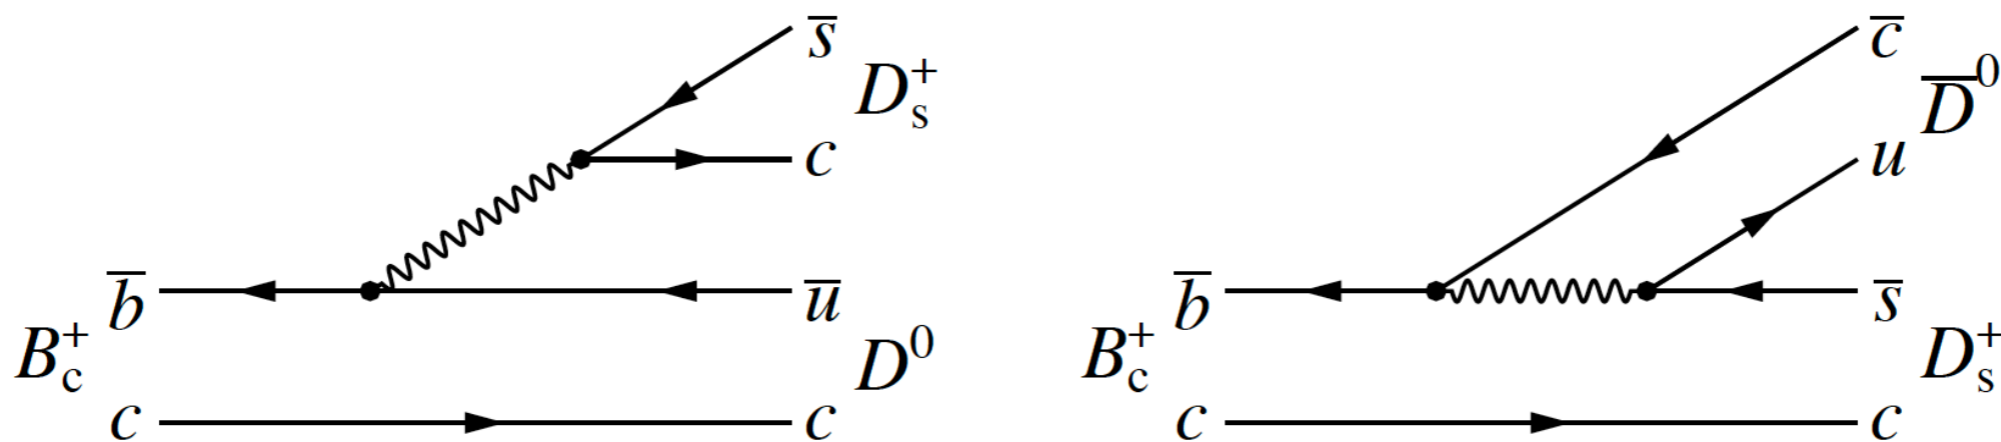 s̅
D_s^+
c
b̅
u̅
B_c^+
D^0
c
c
c̅
D̅^0
u
b̅
s̅
B_c^+
D_s^+
c
c